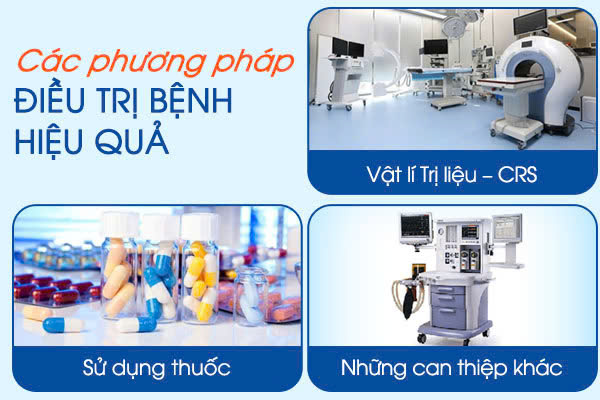 Các phương pháp
ĐIỀU TRỊ BỆNH
HIỆU QUẢ
Vật lí Trị liệu – CRS
Sử dụng thuốc
Những can thiệp khác